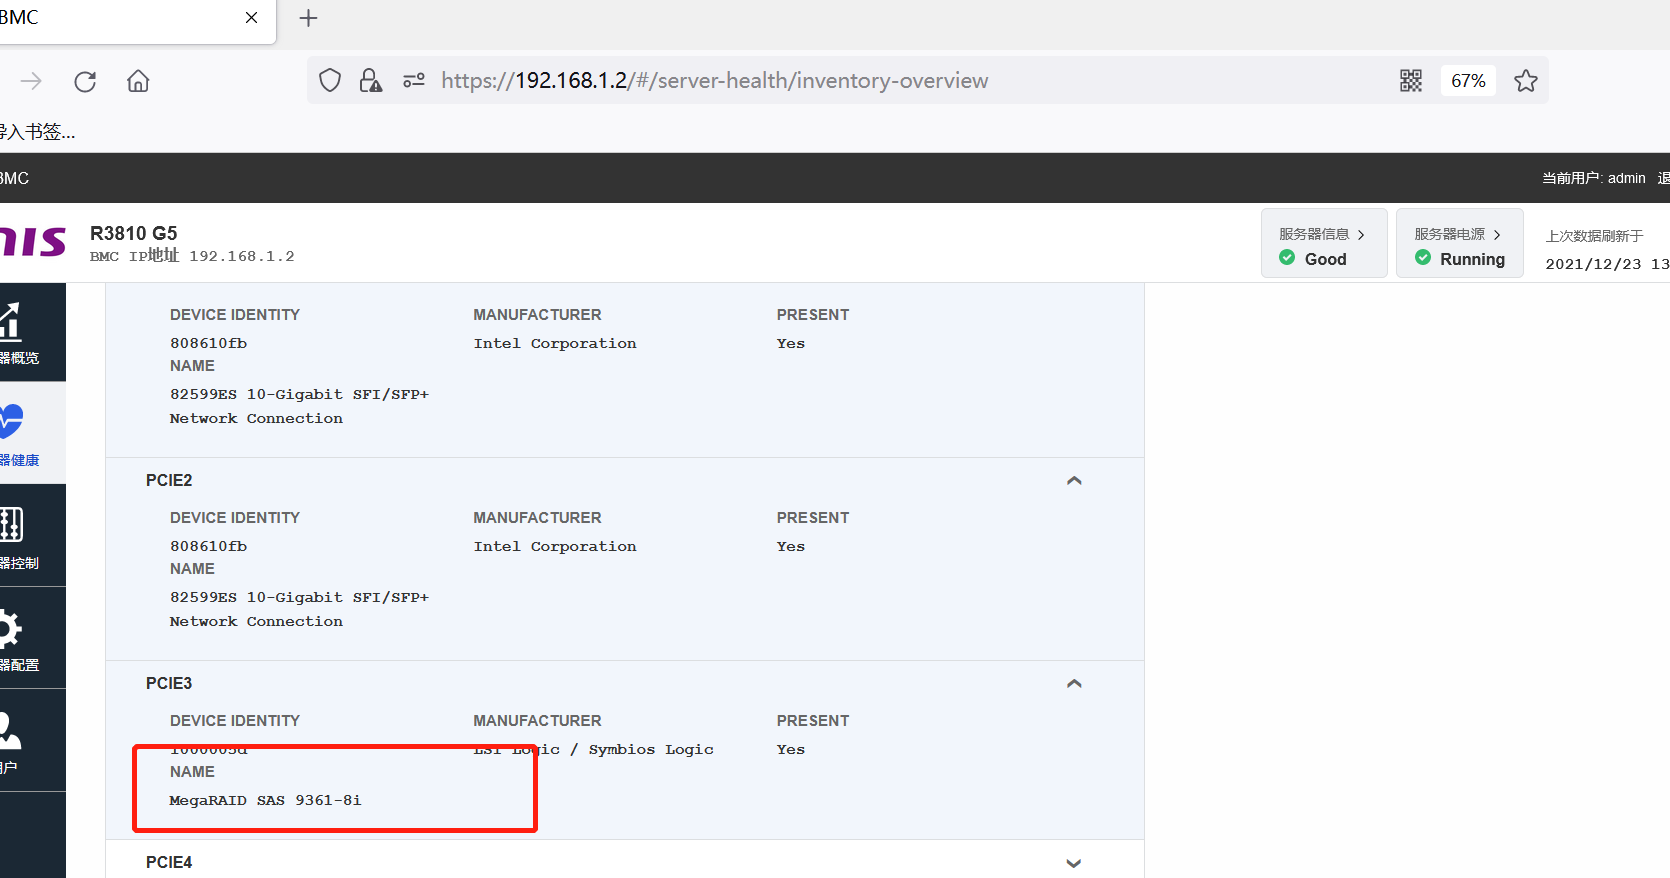 BMC
https://192.168.1.2/#/server-health/inventory-overview
67%
导入书签...
BMC
当前用户: admin 退
nis
R3810 G5
BMC IP地址 192.168.1.2
服务器信息
Good
服务器电源
Running
上次数据刷新于
2021/12/23 13
器概览
器健康
器控制
器配置
用户
DEVICE IDENTITY MANUFACTURER PRESENT
808610fb Intel Corporation Yes
NAME
82599ES 10-Gigabit SFI/SFP+
Network Connection
PCIE2
DEVICE IDENTITY MANUFACTURER PRESENT
808610fb Intel Corporation Yes
NAME
82599ES 10-Gigabit SFI/SFP+
Network Connection
PCIE3
DEVICE IDENTITY MANUFACTURER PRESENT
1000005d LSI Logic / Symbios Logic Yes
NAME
MegaRAID SAS 9361-8i
PCIE4